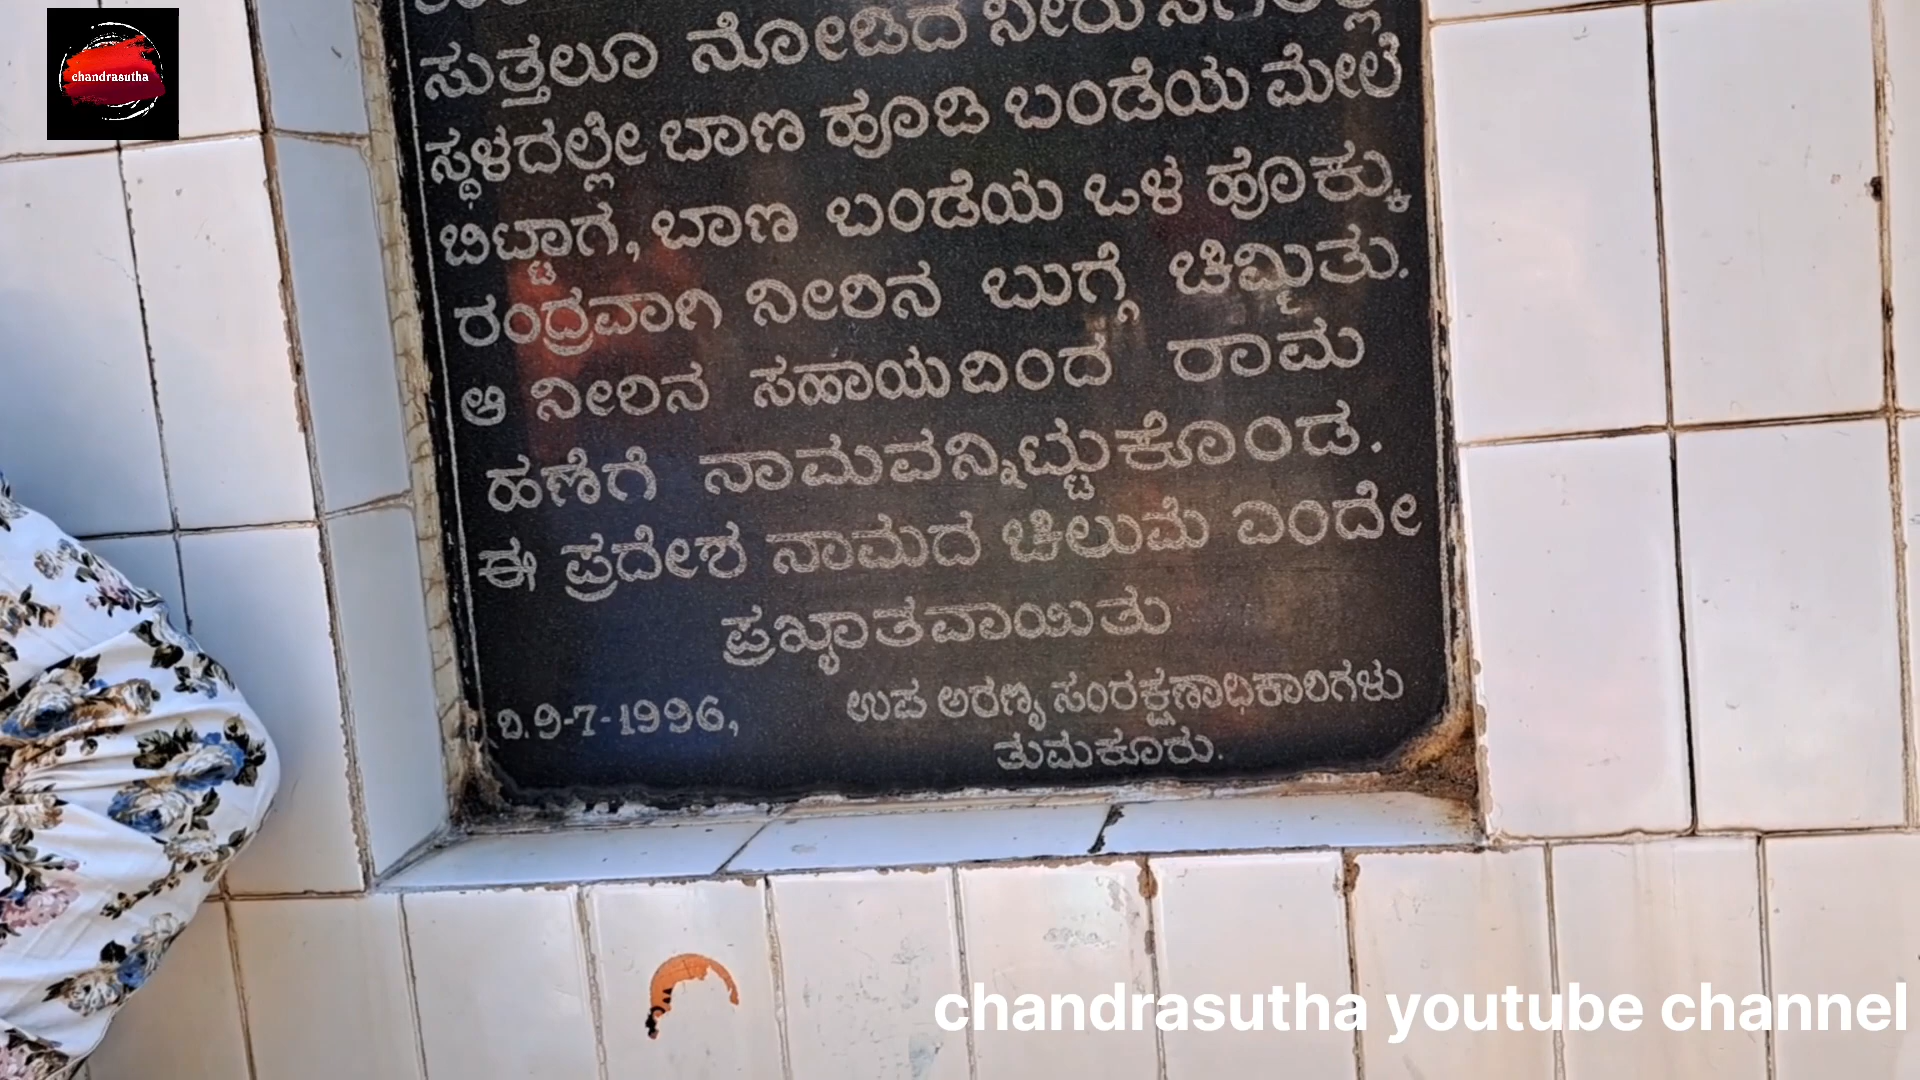 chandrasutha
ಸುತ್ತಲೂ ನೋಡಿದ ನೀರು
ಸ್ಥಳದಲ್ಲೇ ಬಾಣ ಹೂಡಿ ಬಂಡೆಯ ಮೇಲೆ
ಬಿಟ್ಟಾಗ, ಬಾಣ ಬಂಡೆಯ ಒಳ ಹೊಕ್ಕು
ರಂದ್ರವಾಗಿ ನೀರಿನ ಬುಗ್ಗೆ ಚಿಮ್ಮಿತು.
ಆ ನೀರಿನ ಸಹಾಯದಿಂದ ರಾಮ
ಹಣೆಗೆ ನಾಮವನ್ನಿಟ್ಟುಕೊಂಡ.
ಈ ಪ್ರದೇಶ ನಾಮದ ಚಿಲುಮೆ ಎಂದೇ
ಪ್ರಖ್ಯಾತವಾಯಿತು
ದಿ.9-7-1996, ಉಪ ಅರಣ್ಯ ಸಂರಕ್ಷಣಾಧಿಕಾರಿಗಳು
ತುಮಕೂರು.
chandrasutha youtube channel